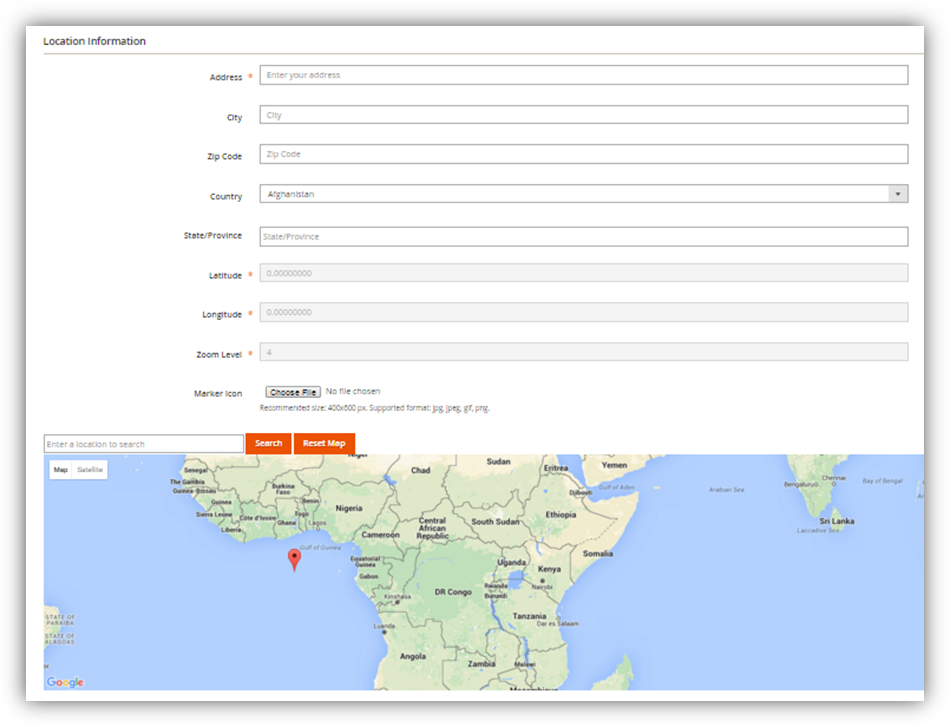 Location Information
Address *
Enter your address
City
City
Zip Code
Zip Code
Country
Afghanistan
State/Province
State/Province
Latitude *
0.00000000
Longitude *
0.00000000
Zoom Level *
4
Marker Icon
Choose File No file chosen
Recommended size: 400x600 px. Supported format: jpg, jpeg, gif, png.
Enter a location to search
Search
Reset Map
Map
Satellite
Niger
Chad
Sudan
Eritrea
Yemen
Senegal
The Gambia
Guinea-Bissau
Burkina
Faso
Guinea
Benin
Sierra Leone
Côte d'Ivoire
Togo
Ghana
Lagos
Liberia
Nigeria
Djibouti
Gulf of Aden
Arabian Sea
Bengaluru
Chennai
Bay of Bengal
Central
African
Republic
South Sudan
Ethiopia
Sri Lanka
Laccadive Sea
Cameroon
Gulf of Guinea
Equatorial
Guinea
Gabon
Uganda
Kenya
Somalia
Nairobi
Rwanda
Burundi
DR Congo
Kinshasa
Tanzania
Dar es Salaam
Luanda
STATE OF
PARAÍBA
STATE OF
ALAGOAS
Angola
Zambia
Malawi
Mozambique
Google